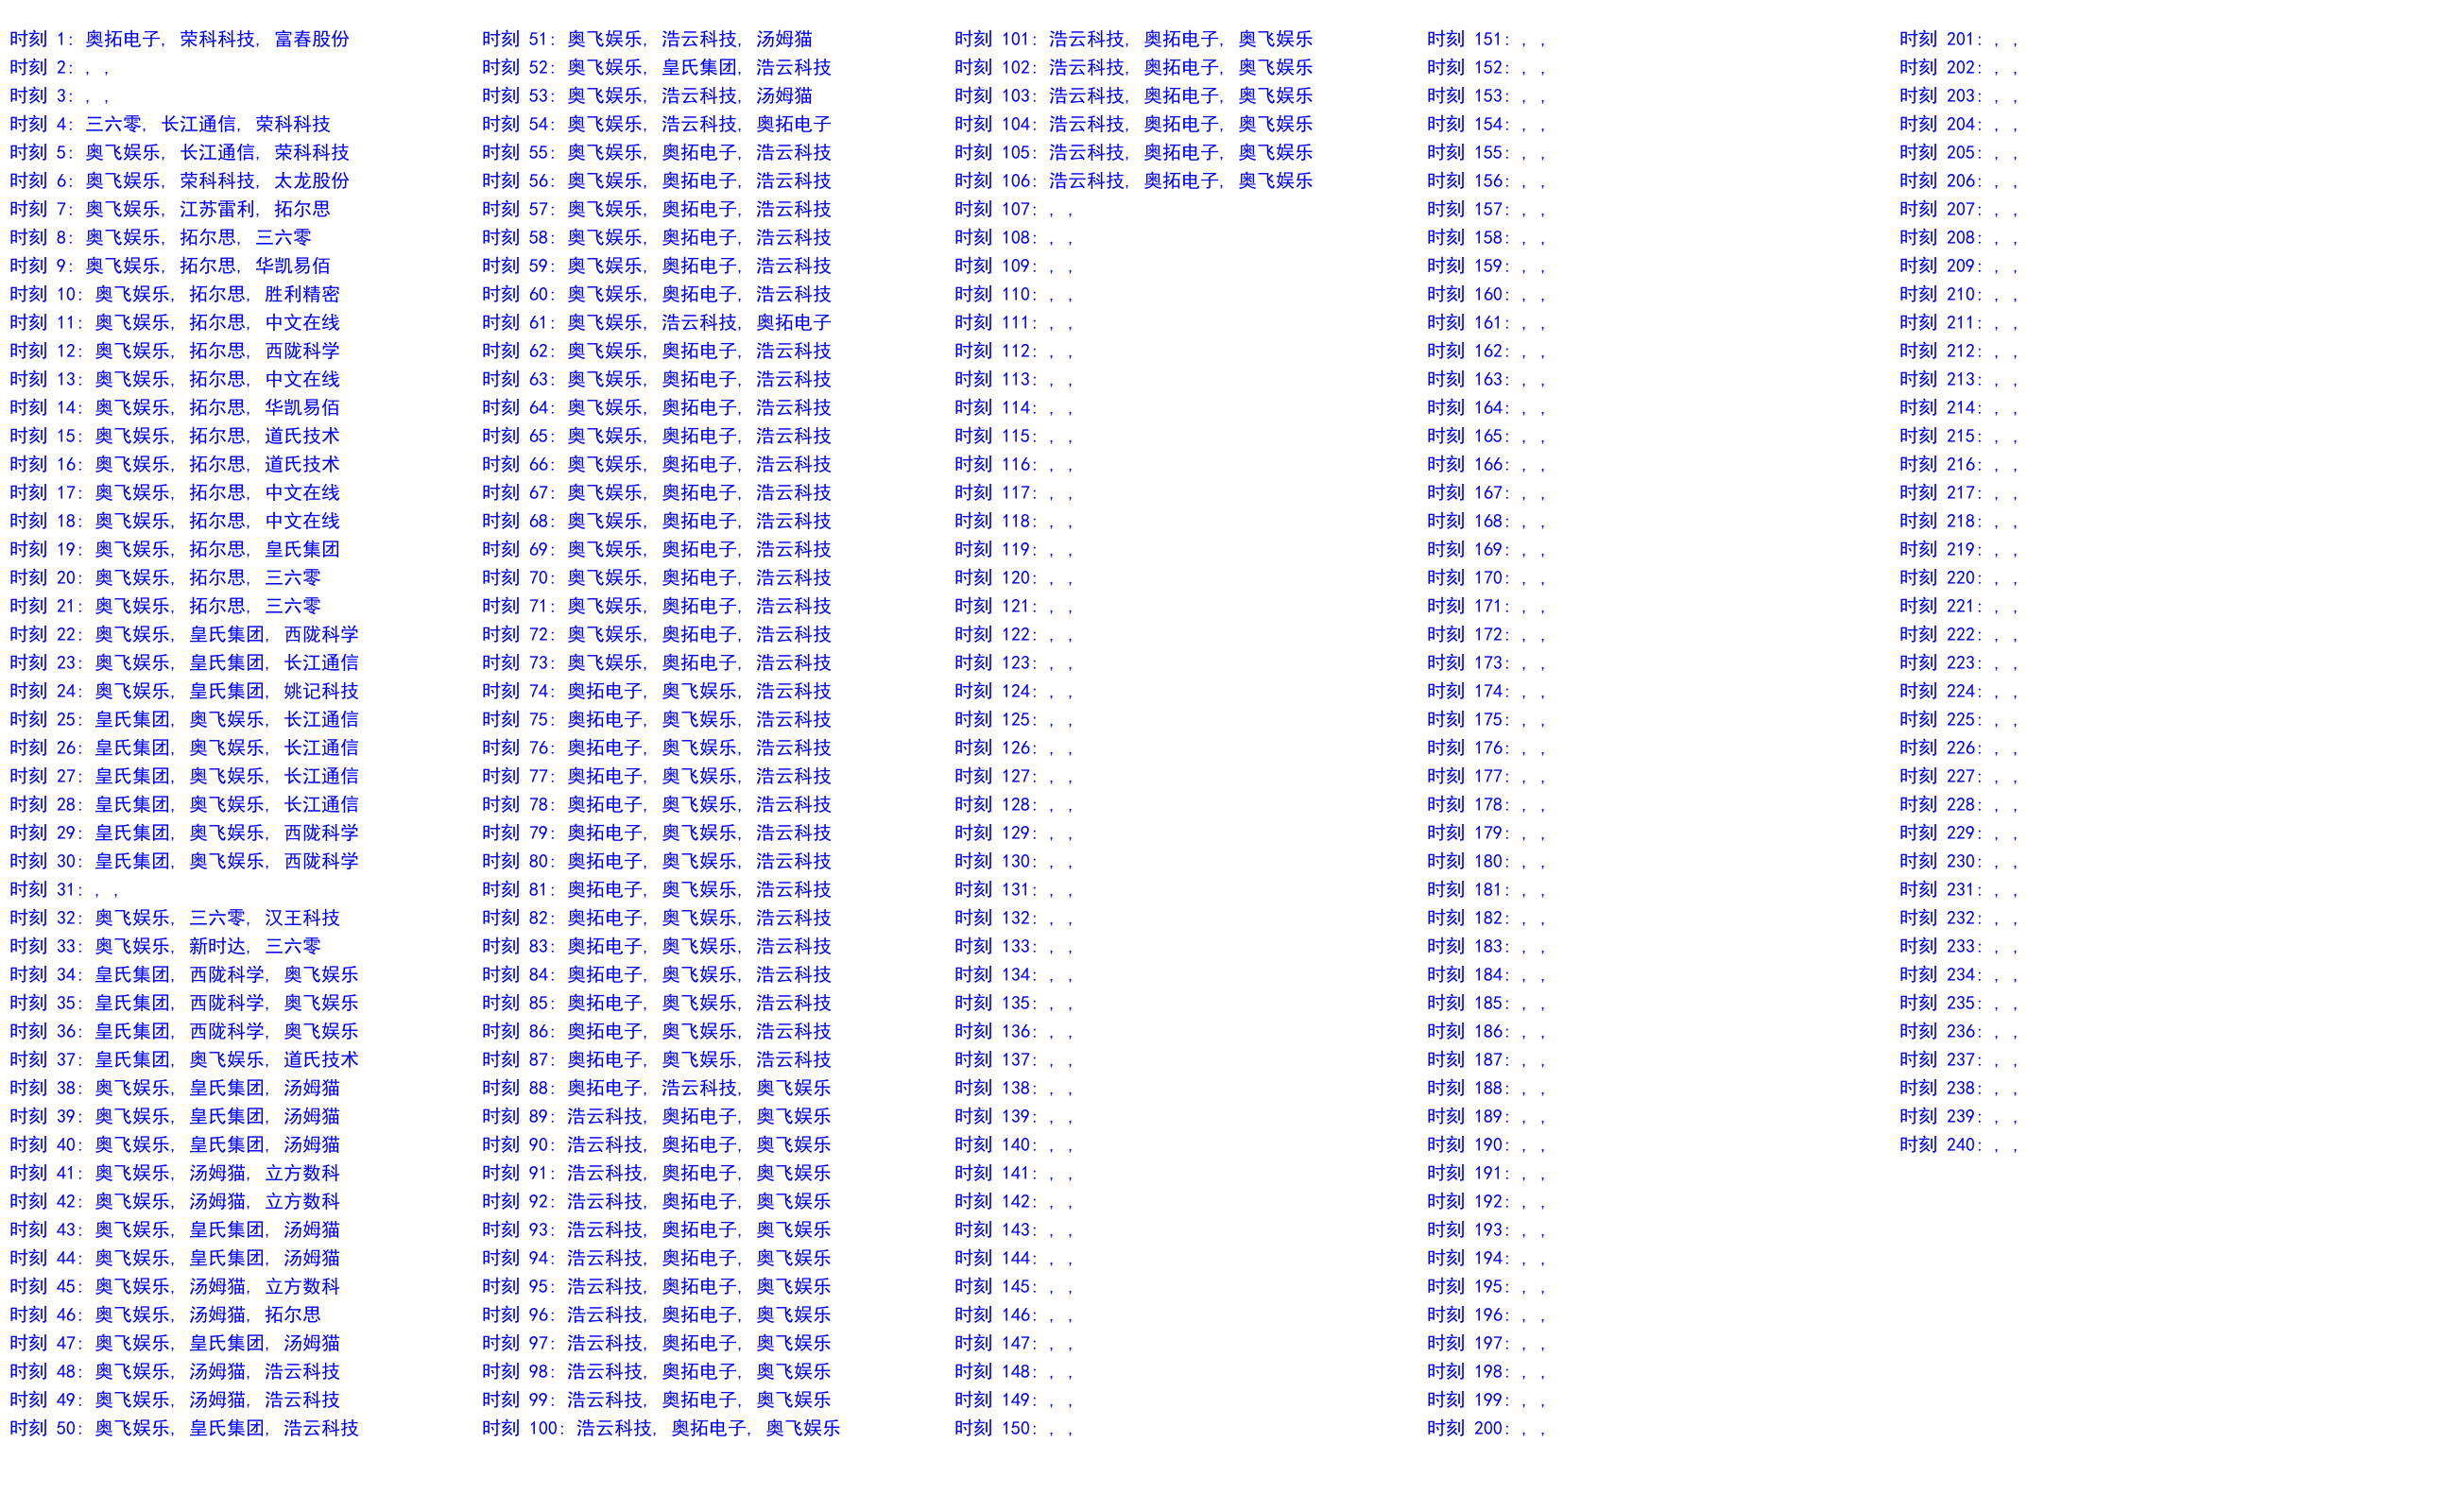 时刻 1: 奥拓电子, 荣科科技, 富春股份
时刻 2: , ,
时刻 3: , ,
时刻 4: 三六零, 长江通信, 荣科科技
时刻 5: 奥飞娱乐, 长江通信, 荣科科技
时刻 6: 奥飞娱乐, 荣科科技, 太龙股份
时刻 7: 奥飞娱乐, 江苏雷利, 拓尔思
时刻 8: 奥飞娱乐, 拓尔思, 三六零
时刻 9: 奥飞娱乐, 拓尔思, 华凯易佰
时刻 10: 奥飞娱乐, 拓尔思, 胜利精密
时刻 11: 奥飞娱乐, 拓尔思, 中文在线
时刻 12: 奥飞娱乐, 拓尔思, 西陇科学
时刻 13: 奥飞娱乐, 拓尔思, 中文在线
时刻 14: 奥飞娱乐, 拓尔思, 华凯易佰
时刻 15: 奥飞娱乐, 拓尔思, 道氏技术
时刻 16: 奥飞娱乐, 拓尔思, 道氏技术
时刻 17: 奥飞娱乐, 拓尔思, 中文在线
时刻 18: 奥飞娱乐, 拓尔思, 中文在线
时刻 19: 奥飞娱乐, 拓尔思, 皇氏集团
时刻 20: 奥飞娱乐, 拓尔思, 三六零
时刻 21: 奥飞娱乐, 拓尔思, 三六零
时刻 22: 奥飞娱乐, 皇氏集团, 西陇科学
时刻 23: 奥飞娱乐, 皇氏集团, 长江通信
时刻 24: 奥飞娱乐, 皇氏集团, 姚记科技
时刻 25: 皇氏集团, 奥飞娱乐, 长江通信
时刻 26: 皇氏集团, 奥飞娱乐, 长江通信
时刻 27: 皇氏集团, 奥飞娱乐, 长江通信
时刻 28: 皇氏集团, 奥飞娱乐, 长江通信
时刻 29: 皇氏集团, 奥飞娱乐, 西陇科学
时刻 30: 皇氏集团, 奥飞娱乐, 西陇科学
时刻 31: , ,
时刻 32: 奥飞娱乐, 三六零, 汉王科技
时刻 33: 奥飞娱乐, 新时达, 三六零
时刻 34: 皇氏集团, 西陇科学, 奥飞娱乐
时刻 35: 皇氏集团, 西陇科学, 奥飞娱乐
时刻 36: 皇氏集团, 西陇科学, 奥飞娱乐
时刻 37: 皇氏集团, 奥飞娱乐, 道氏技术
时刻 38: 奥飞娱乐, 皇氏集团, 汤姆猫
时刻 39: 奥飞娱乐, 皇氏集团, 汤姆猫
时刻 40: 奥飞娱乐, 皇氏集团, 汤姆猫
时刻 41: 奥飞娱乐, 汤姆猫, 立方数科
时刻 42: 奥飞娱乐, 汤姆猫, 立方数科
时刻 43: 奥飞娱乐, 皇氏集团, 汤姆猫
时刻 44: 奥飞娱乐, 皇氏集团, 汤姆猫
时刻 45: 奥飞娱乐, 汤姆猫, 立方数科
时刻 46: 奥飞娱乐, 汤姆猫, 拓尔思
时刻 47: 奥飞娱乐, 皇氏集团, 汤姆猫
时刻 48: 奥飞娱乐, 汤姆猫, 浩云科技
时刻 49: 奥飞娱乐, 汤姆猫, 浩云科技
时刻 50: 奥飞娱乐, 皇氏集团, 浩云科技
时刻 51: 奥飞娱乐, 浩云科技, 汤姆猫
时刻 52: 奥飞娱乐, 皇氏集团, 浩云科技
时刻 53: 奥飞娱乐, 浩云科技, 汤姆猫
时刻 54: 奥飞娱乐, 浩云科技, 奥拓电子
时刻 55: 奥飞娱乐, 奥拓电子, 浩云科技
时刻 56: 奥飞娱乐, 奥拓电子, 浩云科技
时刻 57: 奥飞娱乐, 奥拓电子, 浩云科技
时刻 58: 奥飞娱乐, 奥拓电子, 浩云科技
时刻 59: 奥飞娱乐, 奥拓电子, 浩云科技
时刻 60: 奥飞娱乐, 奥拓电子, 浩云科技
时刻 61: 奥飞娱乐, 浩云科技, 奥拓电子
时刻 62: 奥飞娱乐, 奥拓电子, 浩云科技
时刻 63: 奥飞娱乐, 奥拓电子, 浩云科技
时刻 64: 奥飞娱乐, 奥拓电子, 浩云科技
时刻 65: 奥飞娱乐, 奥拓电子, 浩云科技
时刻 66: 奥飞娱乐, 奥拓电子, 浩云科技
时刻 67: 奥飞娱乐, 奥拓电子, 浩云科技
时刻 68: 奥飞娱乐, 奥拓电子, 浩云科技
时刻 69: 奥飞娱乐, 奥拓电子, 浩云科技
时刻 70: 奥飞娱乐, 奥拓电子, 浩云科技
时刻 71: 奥飞娱乐, 奥拓电子, 浩云科技
时刻 72: 奥飞娱乐, 奥拓电子, 浩云科技
时刻 73: 奥飞娱乐, 奥拓电子, 浩云科技
时刻 74: 奥拓电子, 奥飞娱乐, 浩云科技
时刻 75: 奥拓电子, 奥飞娱乐, 浩云科技
时刻 76: 奥拓电子, 奥飞娱乐, 浩云科技
时刻 77: 奥拓电子, 奥飞娱乐, 浩云科技
时刻 78: 奥拓电子, 奥飞娱乐, 浩云科技
时刻 79: 奥拓电子, 奥飞娱乐, 浩云科技
时刻 80: 奥拓电子, 奥飞娱乐, 浩云科技
时刻 81: 奥拓电子, 奥飞娱乐, 浩云科技
时刻 82: 奥拓电子, 奥飞娱乐, 浩云科技
时刻 83: 奥拓电子, 奥飞娱乐, 浩云科技
时刻 84: 奥拓电子, 奥飞娱乐, 浩云科技
时刻 85: 奥拓电子, 奥飞娱乐, 浩云科技
时刻 86: 奥拓电子, 奥飞娱乐, 浩云科技
时刻 87: 奥拓电子, 奥飞娱乐, 浩云科技
时刻 88: 奥拓电子, 浩云科技, 奥飞娱乐
时刻 89: 浩云科技, 奥拓电子, 奥飞娱乐
时刻 90: 浩云科技, 奥拓电子, 奥飞娱乐
时刻 91: 浩云科技, 奥拓电子, 奥飞娱乐
时刻 92: 浩云科技, 奥拓电子, 奥飞娱乐
时刻 93: 浩云科技, 奥拓电子, 奥飞娱乐
时刻 94: 浩云科技, 奥拓电子, 奥飞娱乐
时刻 95: 浩云科技, 奥拓电子, 奥飞娱乐
时刻 96: 浩云科技, 奥拓电子, 奥飞娱乐
时刻 97: 浩云科技, 奥拓电子, 奥飞娱乐
时刻 98: 浩云科技, 奥拓电子, 奥飞娱乐
时刻 99: 浩云科技, 奥拓电子, 奥飞娱乐
时刻 100: 浩云科技, 奥拓电子, 奥飞娱乐
时刻 101: 浩云科技, 奥拓电子, 奥飞娱乐
时刻 102: 浩云科技, 奥拓电子, 奥飞娱乐
时刻 103: 浩云科技, 奥拓电子, 奥飞娱乐
时刻 104: 浩云科技, 奥拓电子, 奥飞娱乐
时刻 105: 浩云科技, 奥拓电子, 奥飞娱乐
时刻 106: 浩云科技, 奥拓电子, 奥飞娱乐
时刻 107: , ,
时刻 108: , ,
时刻 109: , ,
时刻 110: , ,
时刻 111: , ,
时刻 112: , ,
时刻 113: , ,
时刻 114: , ,
时刻 115: , ,
时刻 116: , ,
时刻 117: , ,
时刻 118: , ,
时刻 119: , ,
时刻 120: , ,
时刻 121: , ,
时刻 122: , ,
时刻 123: , ,
时刻 124: , ,
时刻 125: , ,
时刻 126: , ,
时刻 127: , ,
时刻 128: , ,
时刻 129: , ,
时刻 130: , ,
时刻 131: , ,
时刻 132: , ,
时刻 133: , ,
时刻 134: , ,
时刻 135: , ,
时刻 136: , ,
时刻 137: , ,
时刻 138: , ,
时刻 139: , ,
时刻 140: , ,
时刻 141: , ,
时刻 142: , ,
时刻 143: , ,
时刻 144: , ,
时刻 145: , ,
时刻 146: , ,
时刻 147: , ,
时刻 148: , ,
时刻 149: , ,
时刻 150: , ,
时刻 151: , ,
时刻 152: , ,
时刻 153: , ,
时刻 154: , ,
时刻 155: , ,
时刻 156: , ,
时刻 157: , ,
时刻 158: , ,
时刻 159: , ,
时刻 160: , ,
时刻 161: , ,
时刻 162: , ,
时刻 163: , ,
时刻 164: , ,
时刻 165: , ,
时刻 166: , ,
时刻 167: , ,
时刻 168: , ,
时刻 169: , ,
时刻 170: , ,
时刻 171: , ,
时刻 172: , ,
时刻 173: , ,
时刻 174: , ,
时刻 175: , ,
时刻 176: , ,
时刻 177: , ,
时刻 178: , ,
时刻 179: , ,
时刻 180: , ,
时刻 181: , ,
时刻 182: , ,
时刻 183: , ,
时刻 184: , ,
时刻 185: , ,
时刻 186: , ,
时刻 187: , ,
时刻 188: , ,
时刻 189: , ,
时刻 190: , ,
时刻 191: , ,
时刻 192: , ,
时刻 193: , ,
时刻 194: , ,
时刻 195: , ,
时刻 196: , ,
时刻 197: , ,
时刻 198: , ,
时刻 199: , ,
时刻 200: , ,
时刻 201: , ,
时刻 202: , ,
时刻 203: , ,
时刻 204: , ,
时刻 205: , ,
时刻 206: , ,
时刻 207: , ,
时刻 208: , ,
时刻 209: , ,
时刻 210: , ,
时刻 211: , ,
时刻 212: , ,
时刻 213: , ,
时刻 214: , ,
时刻 215: , ,
时刻 216: , ,
时刻 217: , ,
时刻 218: , ,
时刻 219: , ,
时刻 220: , ,
时刻 221: , ,
时刻 222: , ,
时刻 223: , ,
时刻 224: , ,
时刻 225: , ,
时刻 226: , ,
时刻 227: , ,
时刻 228: , ,
时刻 229: , ,
时刻 230: , ,
时刻 231: , ,
时刻 232: , ,
时刻 233: , ,
时刻 234: , ,
时刻 235: , ,
时刻 236: , ,
时刻 237: , ,
时刻 238: , ,
时刻 239: , ,
时刻 240: , ,